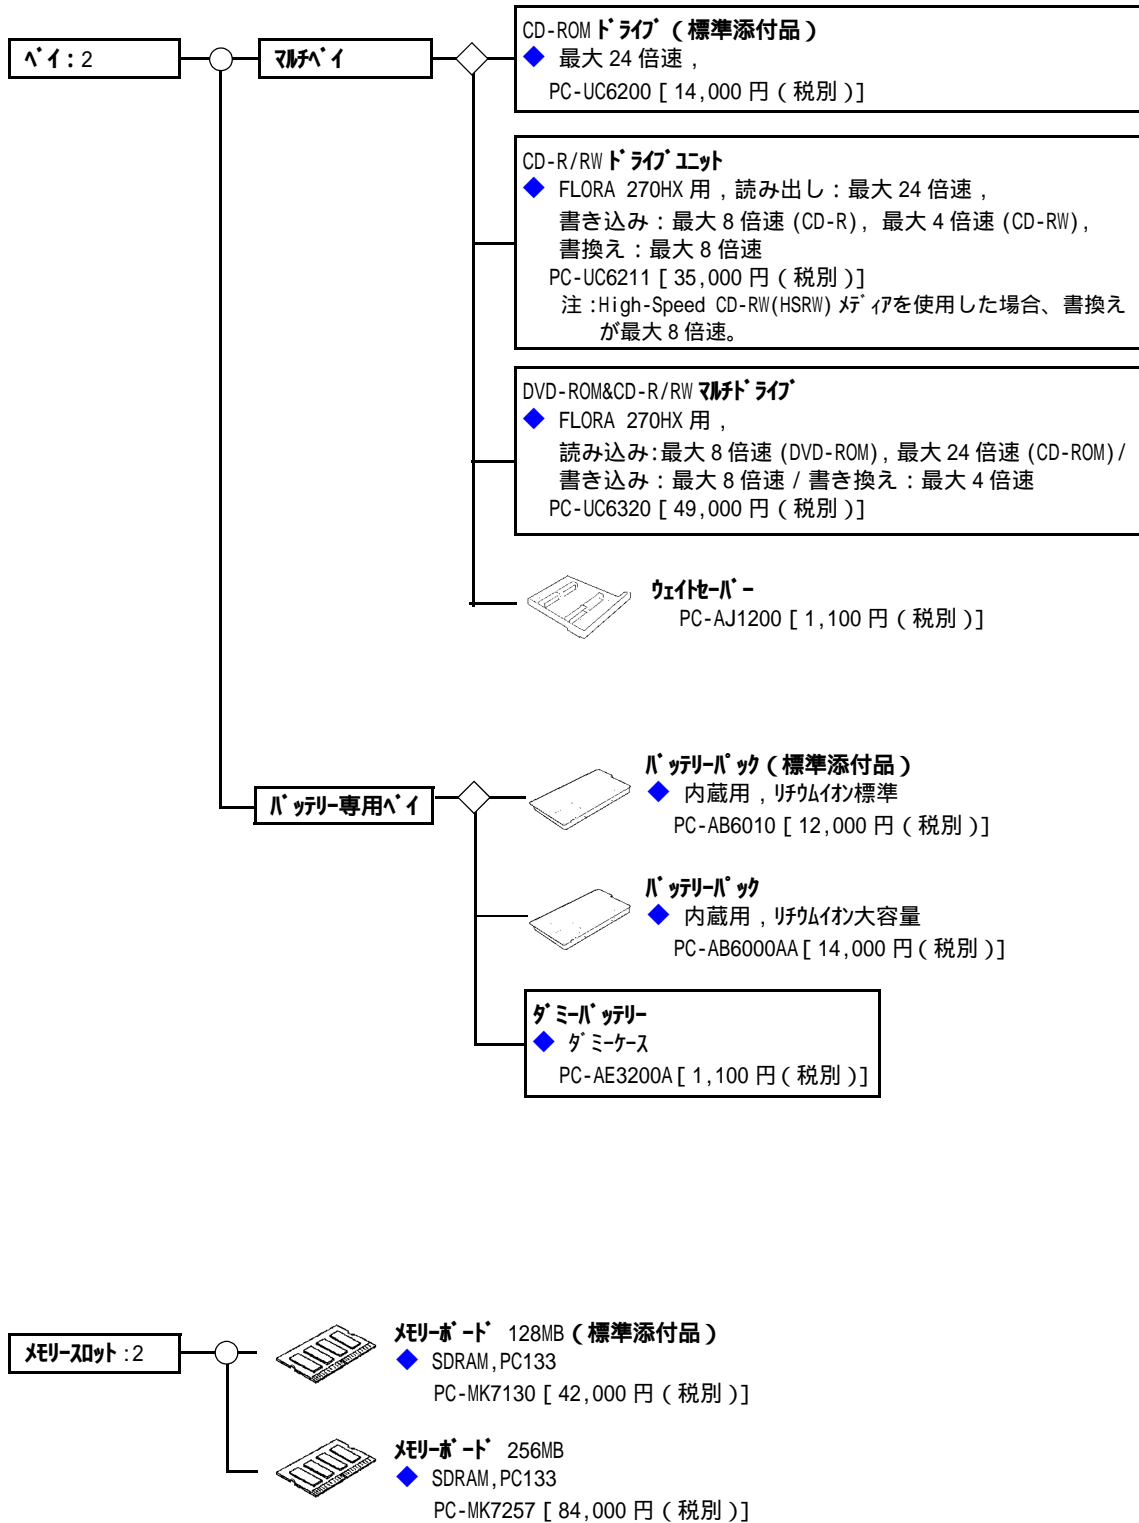 ﾍﾞｲ：2
ﾏﾙﾁﾍﾞｲ
CD-ROM ﾄﾞﾗｲﾌﾞ（標準添付品）
◆ 最大 24 倍速，
PC-UC6200 [ 14,000 円（税別）]
CD-R/RW ﾄﾞﾗｲﾌﾞﾕﾆｯﾄ
◆ FLORA 270HX 用，読み出し：最大 24 倍速，
書き込み：最大 8 倍速 (CD-R)，最大 4 倍速 (CD-RW)，
書換え：最大 8 倍速
PC-UC6211 [ 35,000 円（税別）]
注：High-Speed CD-RW(HSRW) ﾒﾃﾞｨｱを使用した場合、書換え
が最大 8 倍速。
DVD-ROM&CD-R/RW ﾏﾙﾁﾄﾞﾗｲﾌﾞ
◆ FLORA 270HX 用，
読み込み：最大 8 倍速 (DVD-ROM)，最大 24 倍速 (CD-ROM)/
書き込み：最大 8 倍速 / 書き換え：最大 4 倍速
PC-UC6320 [ 49,000 円（税別）]
ｳｪｲﾄｾｰﾊﾞｰ
PC-AJ1200 [ 1,100 円（税別）]
ﾊﾞｯﾃﾘｰ専用ﾍﾞｲ
ﾊﾞｯﾃﾘｰﾊﾟｯｸ（標準添付品）
◆ 内蔵用，ﾘﾁｳﾑｲｵﾝ標準
PC-AB6010 [ 12,000 円（税別）]
ﾊﾞｯﾃﾘｰﾊﾟｯｸ
◆ 内蔵用，ﾘﾁｳﾑｲｵﾝ大容量
PC-AB6000AA [ 14,000 円（税別）]
ﾀﾞﾐｰﾊﾞｯﾃﾘｰ
◆ ﾀﾞﾐｰｹｰｽ
PC-AE3200A [ 1,100 円（税別）]
ﾒﾓﾘｰｽﾛｯﾄ：2
ﾒﾓﾘｰﾎﾞｰﾄﾞ 128MB（標準添付品）
◆ SDRAM,PC133
PC-MK7130 [ 42,000 円（税別）]
ﾒﾓﾘｰﾎﾞｰﾄﾞ 256MB
◆ SDRAM,PC133
PC-MK7257 [ 84,000 円（税別）]